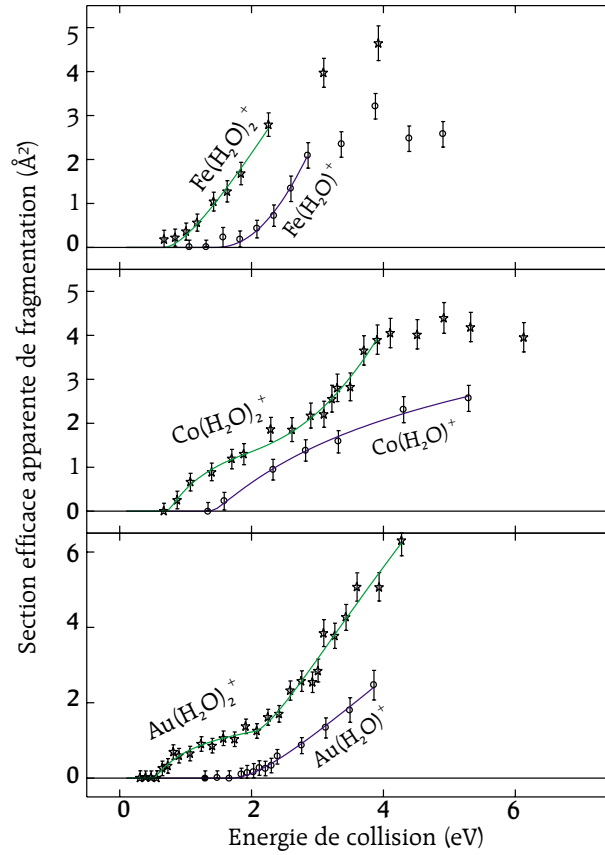 Section efficace apparente de fragmentation (Å²)
5
4
3
2
1
0
Fe(H₂O)₂⁺
Fe(H₂O)⁺
5
4
3
2
1
0
Co(H₂O)₂⁺
Co(H₂O)⁺
6
4
2
0
Au(H₂O)₂⁺
Au(H₂O)⁺
0 2 4 6
Energie de collision (eV)